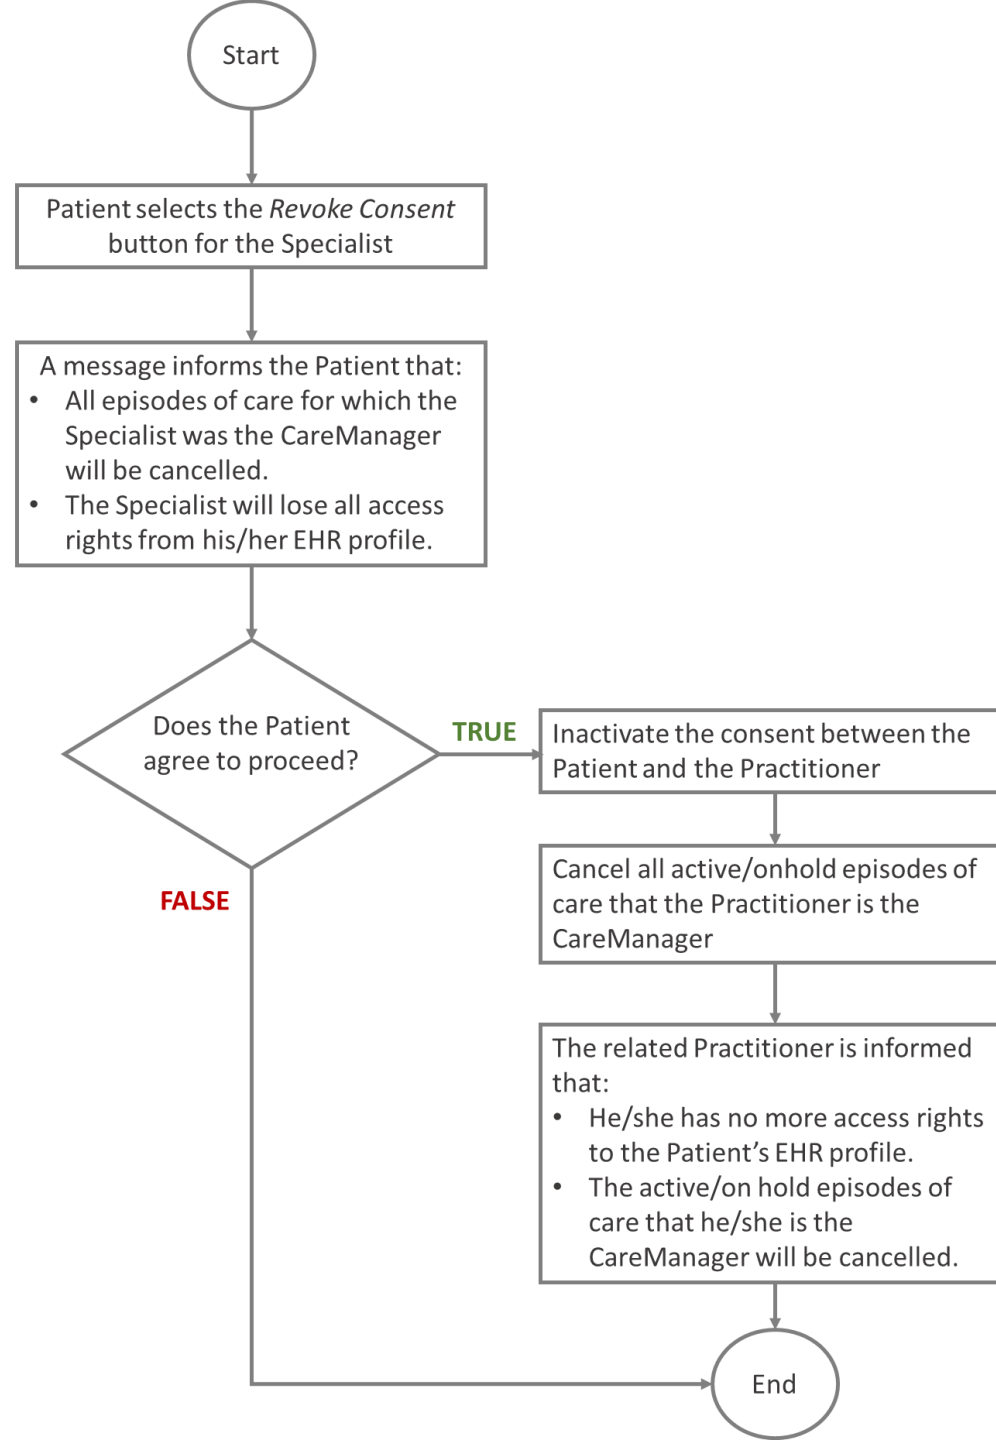 Start
Patient selects the Revoke Consent
button for the Specialist
A message informs the Patient that:
• All episodes of care for which the
Specialist was the CareManager
will be cancelled.
• The Specialist will lose all access
rights from his/her EHR profile.
Does the Patient
agree to proceed?
TRUE
FALSE
Inactivate the consent between the
Patient and the Practitioner
Cancel all active/onhold episodes of
care that the Practitioner is the
CareManager
The related Practitioner is informed
that:
• He/she has no more access rights
to the Patient’s EHR profile.
• The active/on hold episodes of
care that he/she is the
CareManager will be cancelled.
End